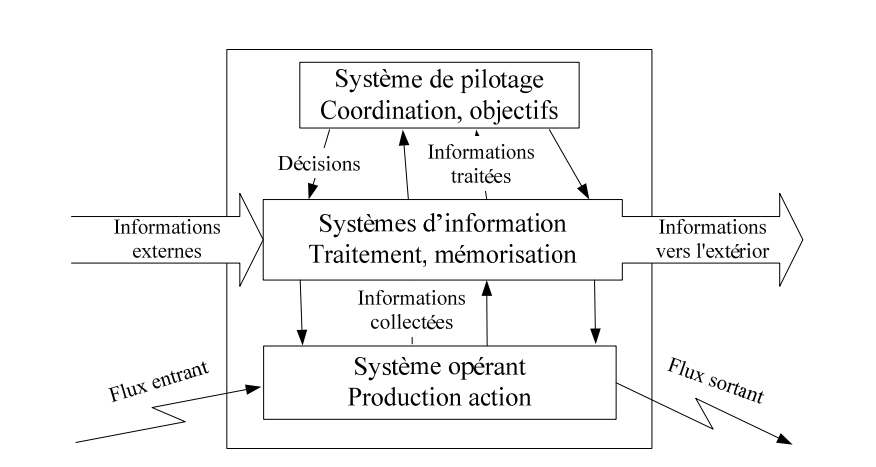 Système de pilotage
Coordination, objectifs
Décisions
Informations
traitées
Informations
externes
Systèmes d’information
Traitement, mémorisation
Informations
vers l'extérior
Informations
collectées
Flux entrant
Système opérant
Production action
Flux sortant